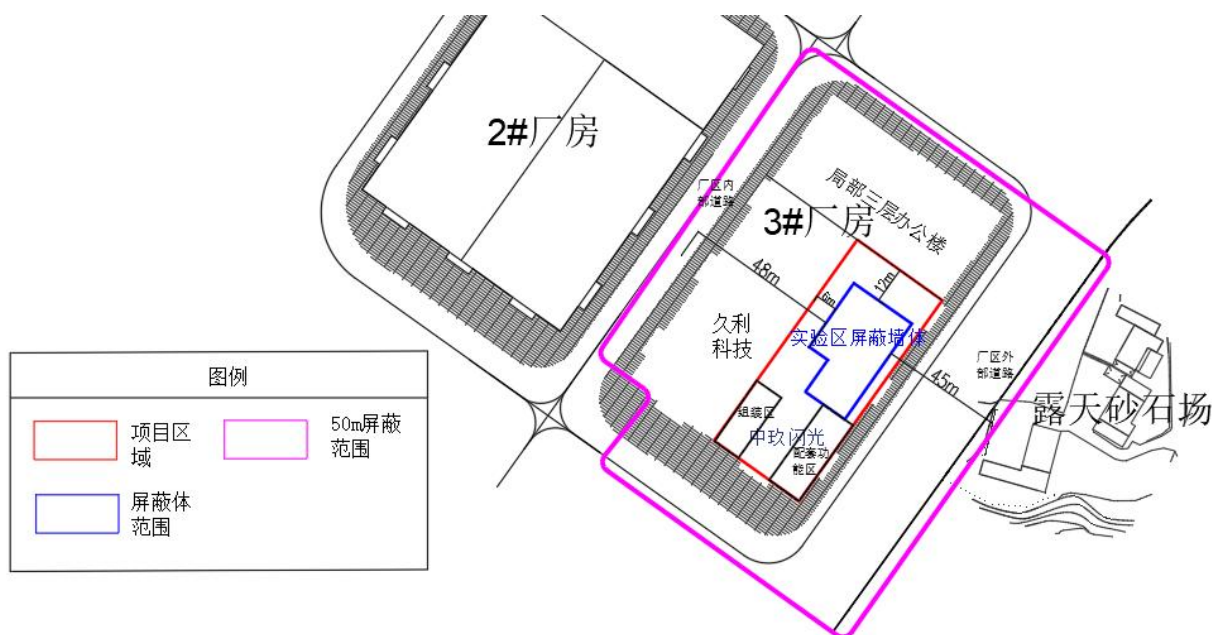 2#厂房
厂区内
部道路
局部三层办公楼
3#厂房
48m
12m
6m
久利
科技
实验区屏蔽墙体
厂区外
部道路
45m
露天砂石场
组装区
中玖闪光
配套功
能区
图例
项目区
域
50m屏蔽
范围
屏蔽体
范围